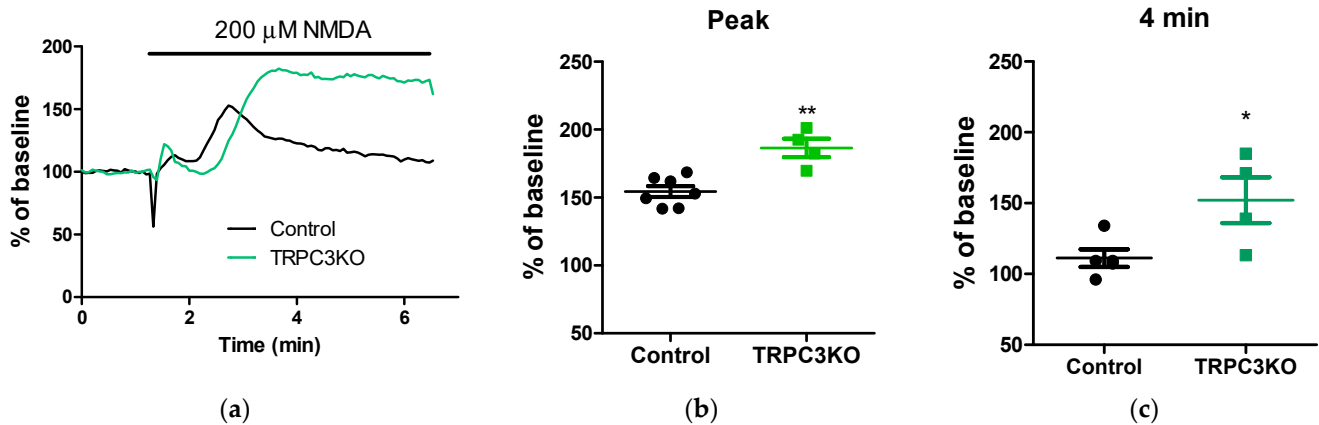 200 μM NMDA
% of baseline
200
150
100
50
0
Control
TRPC3KO
0 2 4 6
Time (min)
(a)
Peak
% of baseline
250
200
150
100
50
**
Control TRPC3KO
(b)
4 min
% of baseline
250
200
150
100
50
*
Control TRPC3KO
(c)